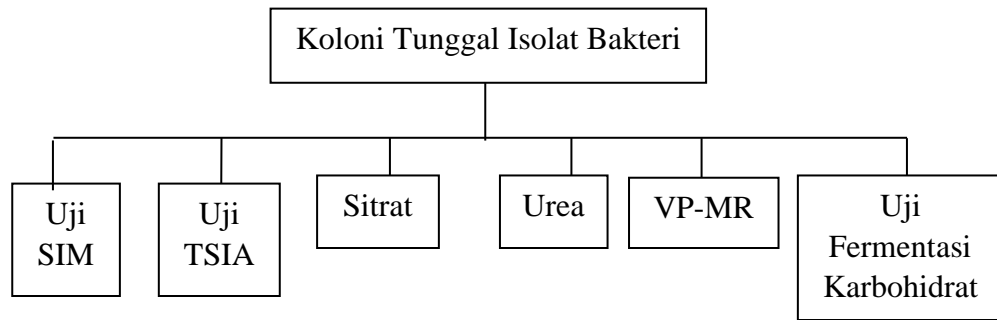 Koloni Tunggal Isolat Bakteri
Uji
SIM
Uji
TSIA
Sitrat
Urea
VP-MR
Uji
Fermentasi
Karbohidrat